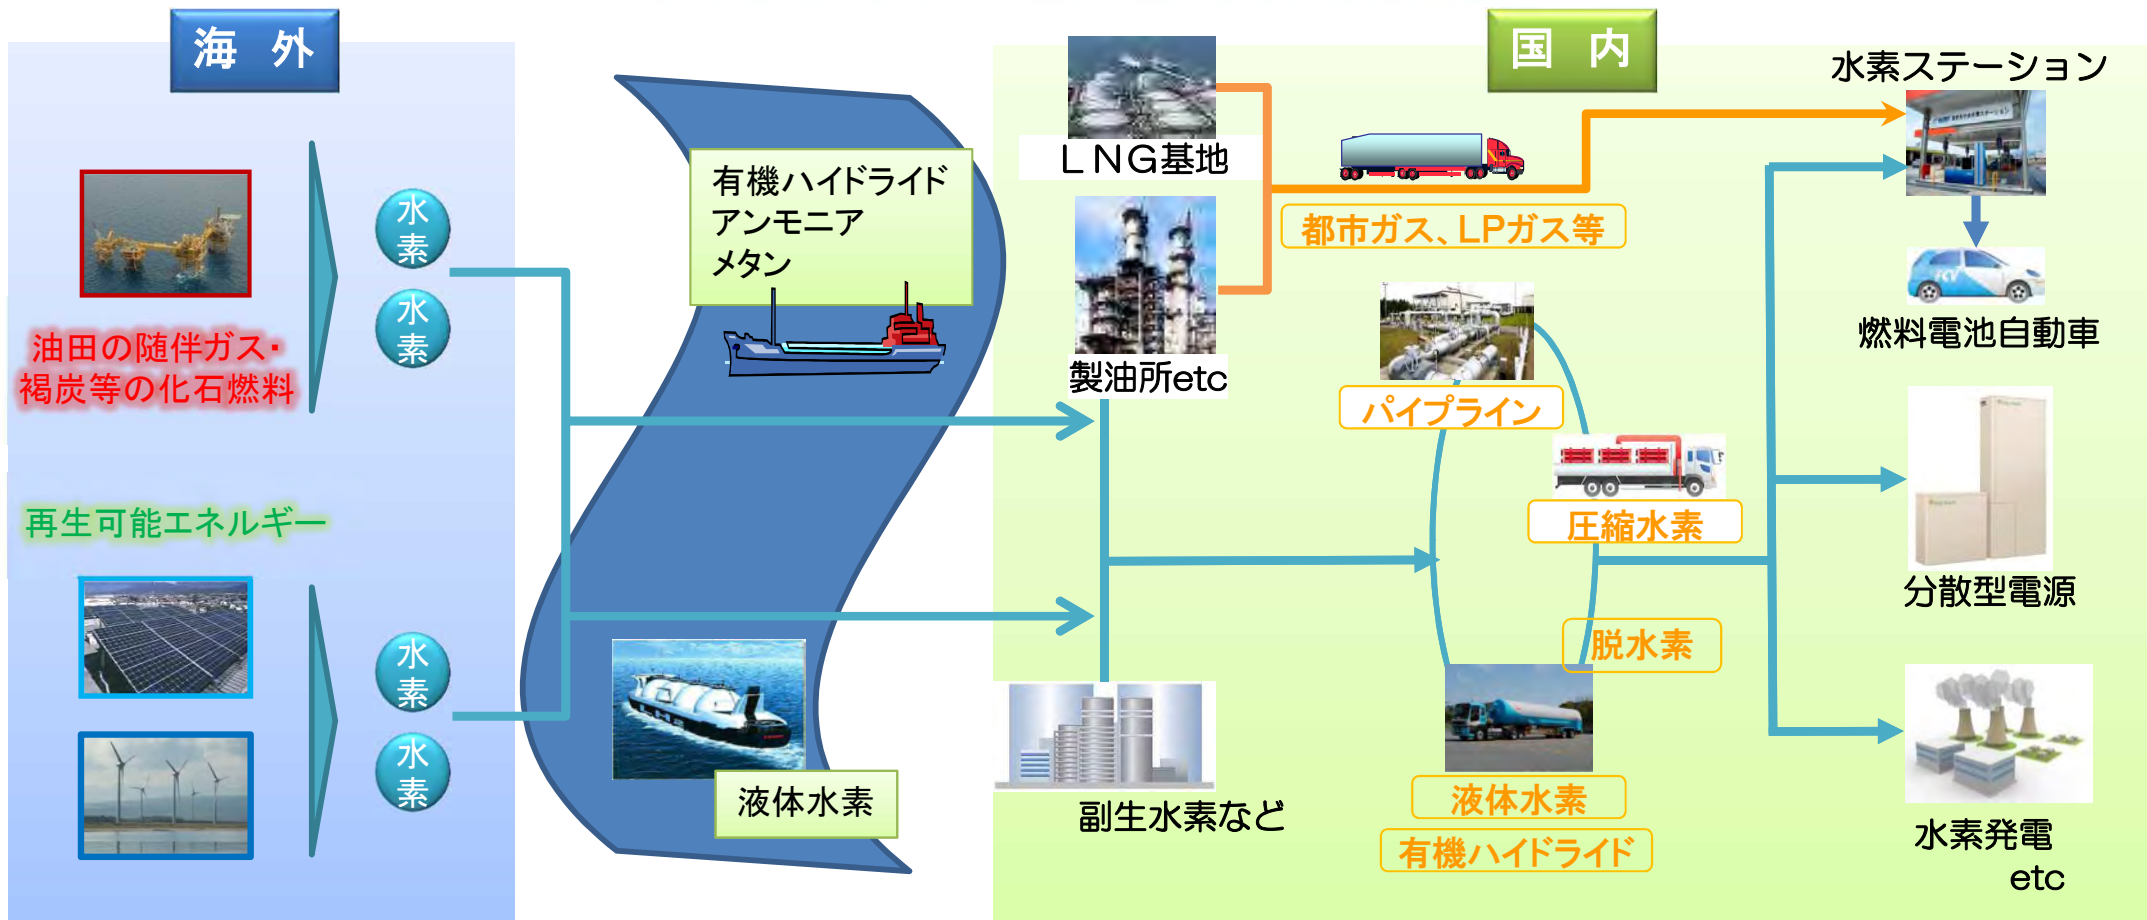 海 外
水素
水素
油田の随伴ガス・
褐炭等の化石燃料
再生可能エネルギー
水素
水素
有機ハイドライド
アンモニア
メタン
液体水素
国 内
LNG基地
製油所etc
副生水素など
都市ガス、LPガス等
パイプライン
圧縮水素
脱水素
液体水素
有機ハイドライド
水素ステーション
FCV
燃料電池自動車
分散型電源
水素発電
etc